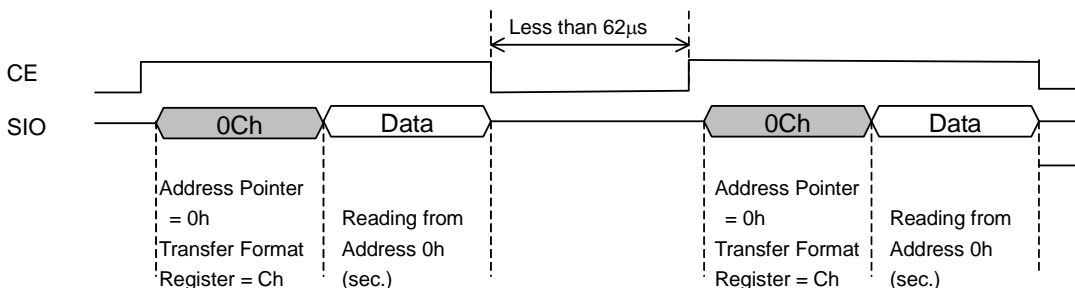 Less than 62μs
CE
SIO
0Ch
Data
0Ch
Data
Address Pointer
= 0h
Transfer Format
Register = Ch
Reading from
Address 0h
(sec.)
Address Pointer
= 0h
Transfer Format
Register = Ch
Reading from
Address 0h
(sec.)